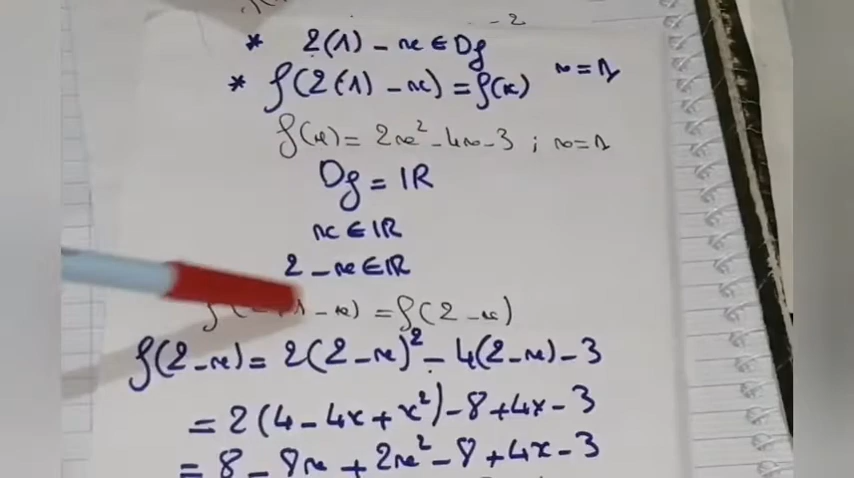 -2
* 2(1) - x ∈ Df
* f(2(1) - x) = f(x) x = 1
f(x) = 2x² - 4x - 3 ; x = 1
Df = IR
x ∈ IR
2 - x ∈ IR
- x) = f(2 - x)
f(2 - x) = 2(2 - x)² - 4(2 - x) - 3
= 2(4 - 4x + x²) - 8 + 4x - 3
= 8 - 8x + 2x² - 8 + 4x - 3